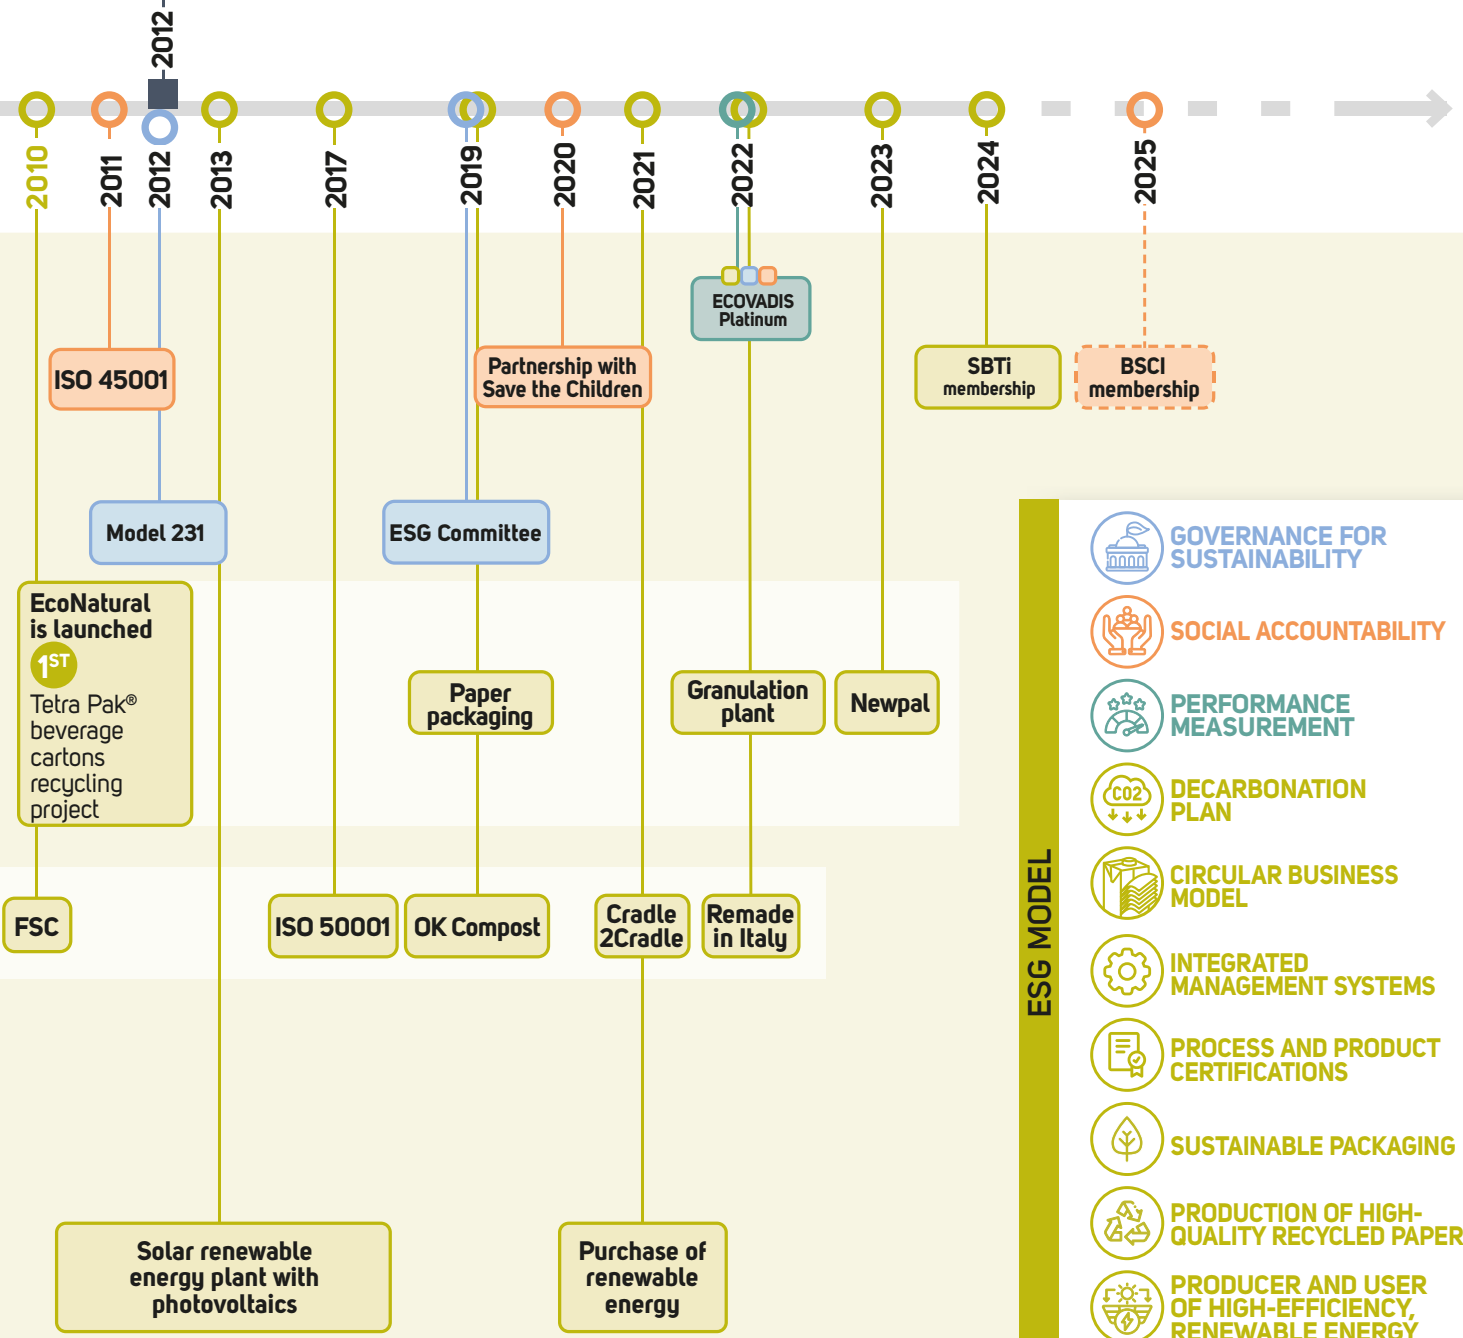 2012
2010
2011
2012
2013
2017
2019
2020
2021
2022
2023
2024
2025
ECOVADIS
Platinum
ISO 45001
Partnership with
Save the Children
SBTi
membership
BSCI
membership
Model 231
ESG Committee
EcoNatural
is launched
1ST
Tetra Pak®
beverage
cartons
recycling
project
Paper
packaging
Granulation
plant
Newpal
FSC
ISO 50001
OK Compost
Cradle
2Cradle
Remade
in Italy
Solar renewable
energy plant with
photovoltaics
Purchase of
renewable
energy
ESG MODEL
GOVERNANCE FOR
SUSTAINABILITY
SOCIAL ACCOUNTABILITY
PERFORMANCE
MEASUREMENT
CO2
DECARBONATION
PLAN
CIRCULAR BUSINESS
MODEL
INTEGRATED
MANAGEMENT SYSTEMS
PROCESS AND PRODUCT
CERTIFICATIONS
SUSTAINABLE PACKAGING
PRODUCTION OF HIGH-
QUALITY RECYCLED PAPER
PRODUCER AND USER
OF HIGH-EFFICIENCY,
RENEWABLE ENERGY